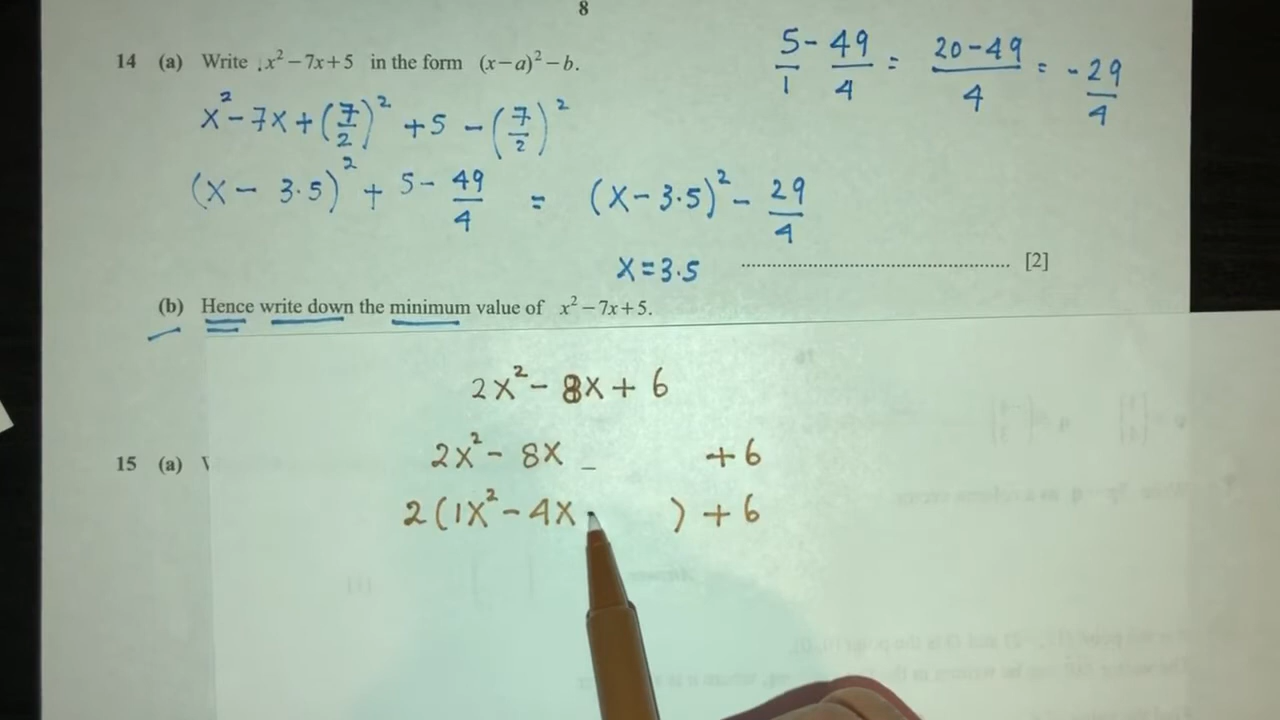 8
14 (a) Write x² − 7x + 5 in the form (x − a)² − b.
5/1 - 49/4 = 20-49/4 = -29/4
x² - 7x + (7/2)² + 5 - (7/2)²
(x - 3.5)² + 5 - 49/4 = (x - 3.5)² - 29/4
x = 3.5 [2]
(b) Hence write down the minimum value of x² − 7x + 5.
2x² - 8x + 6
2x² - 8x - + 6
15 (a)
2(1x² - 4x ) + 6